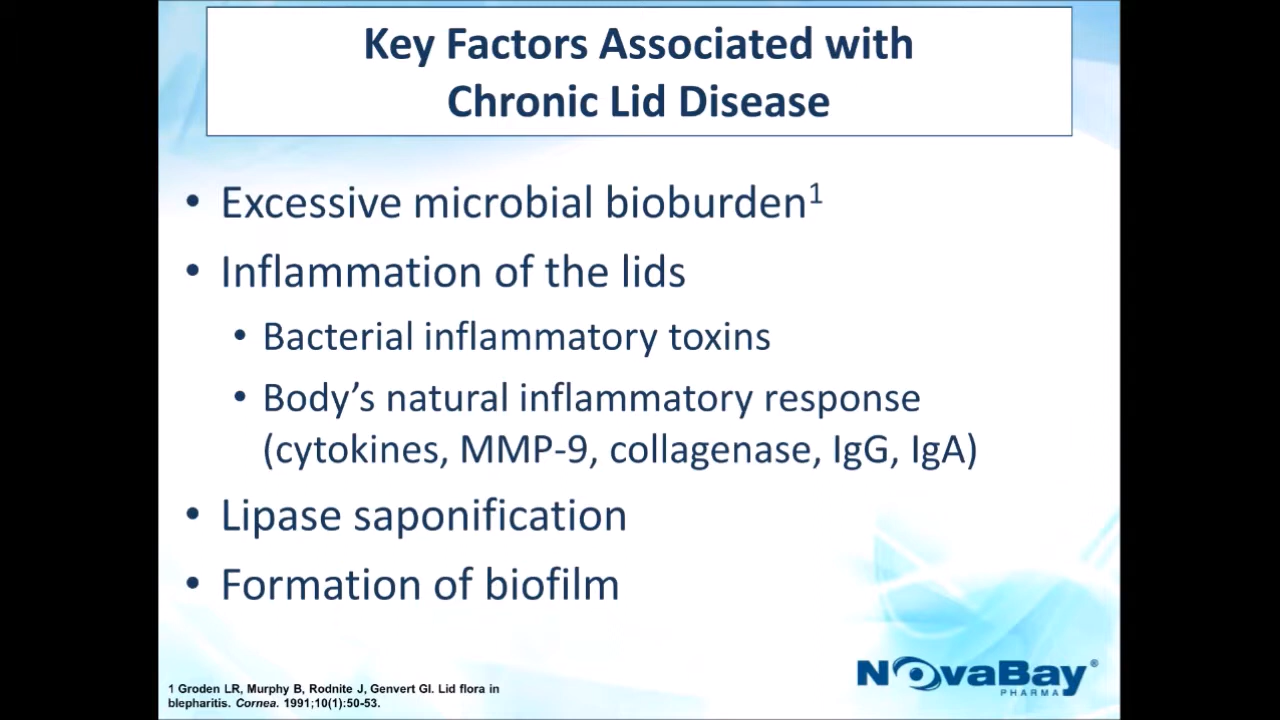 Key Factors Associated with
Chronic Lid Disease
• Excessive microbial bioburden¹
• Inflammation of the lids
• Bacterial inflammatory toxins
• Body’s natural inflammatory response
(cytokines, MMP-9, collagenase, IgG, IgA)
• Lipase saponification
• Formation of biofilm
1 Groden LR, Murphy B, Rodnite J, Genvert GI. Lid flora in
blepharitis. Cornea. 1991;10(1):50-53.
NovaBay®
PHARMA